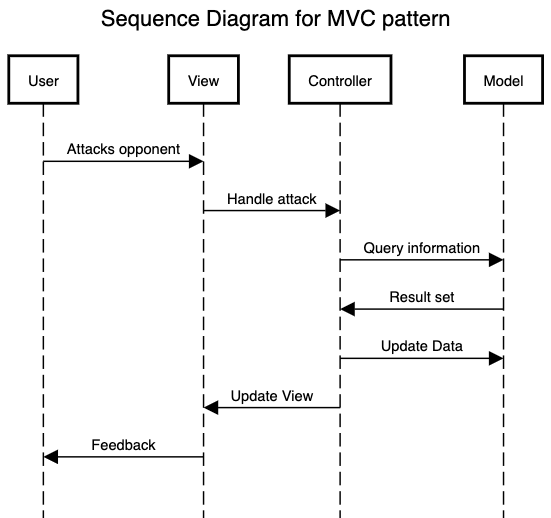 Sequence Diagram for MVC pattern
User View Controller Model
Attacks opponent
Handle attack
Query information
Result set
Update Data
Update View
Feedback